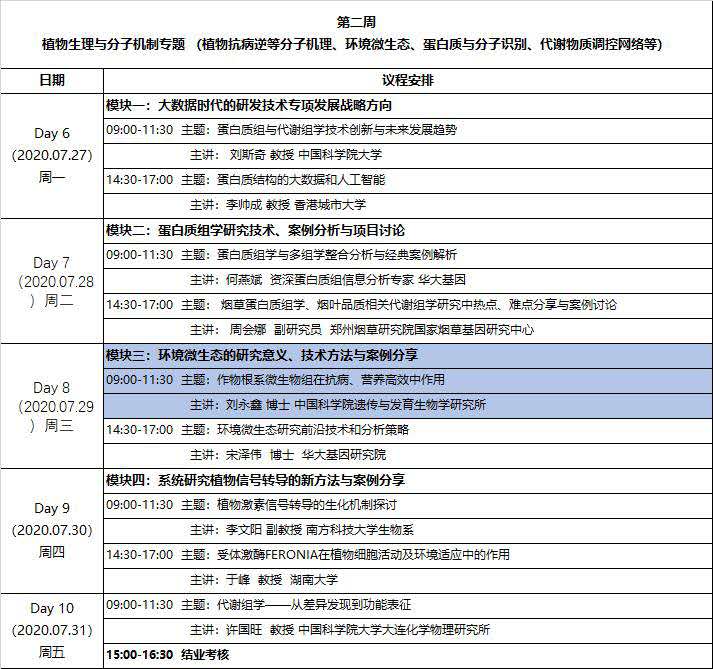 第二周
植物生理与分子机制专题 （植物抗病逆等分子机理、环境微生态、蛋白质与分子识别、代谢物质调控网络等）
日期 议程安排
Day 6
（2020.07.27）
周一
模块一：大数据时代的研发技术专项发展战略方向
09:00-11:30 主题：蛋白质组与代谢组学技术创新与未来发展趋势
主讲： 刘斯奇 教授 中国科学院大学
14:30-17:00 主题：蛋白质结构的大数据和人工智能
主讲：李帅成 教授 香港城市大学
Day 7
（2020.07.28
）周二
模块二：蛋白质组学研究技术、案例分析与项目讨论
09:00-11:30 主题：蛋白质组学与多组学整合分析与经典案例解析
主讲：何燕斌 资深蛋白质组信息分析专家 华大基因
14:30-17:00 主题： 烟草蛋白质组学、烟叶品质相关代谢组学研究中热点、难点分享与案例讨论
主讲： 周会娜 副研究员 郑州烟草研究院国家烟草基因研究中心
Day 8
（2020.07.29
）周三
模块三：环境微生态的研究意义、技术方法与案例分享
09:00-11:30 主题：作物根系微生物组在抗病、营养高效中作用
主讲：刘永鑫 博士 中国科学院遗传与发育生物学研究所
14:30-17:00 主题：环境微生态研究前沿技术和分析策略
主讲：宋泽伟 博士 华大基因研究院
Day 9
（2020.07.30）
周四
模块四：系统研究植物信号转导的新方法与案例分享
09:00-11:30 主题：植物激素信号转导的生化机制探讨
主讲：李文阳 副教授 南方科技大学生物系
14:30-17:00 主题：受体激酶FERONIA在植物细胞活动及环境适应中的作用
主讲：于峰 教授 湖南大学
Day 10
（2020.07.31）
周五
09:00-11:30 主题：代谢组学——从差异发现到功能表征
主讲：许国旺 教授 中国科学院大学大连化学物理研究所
15:00-16:30 结业考核